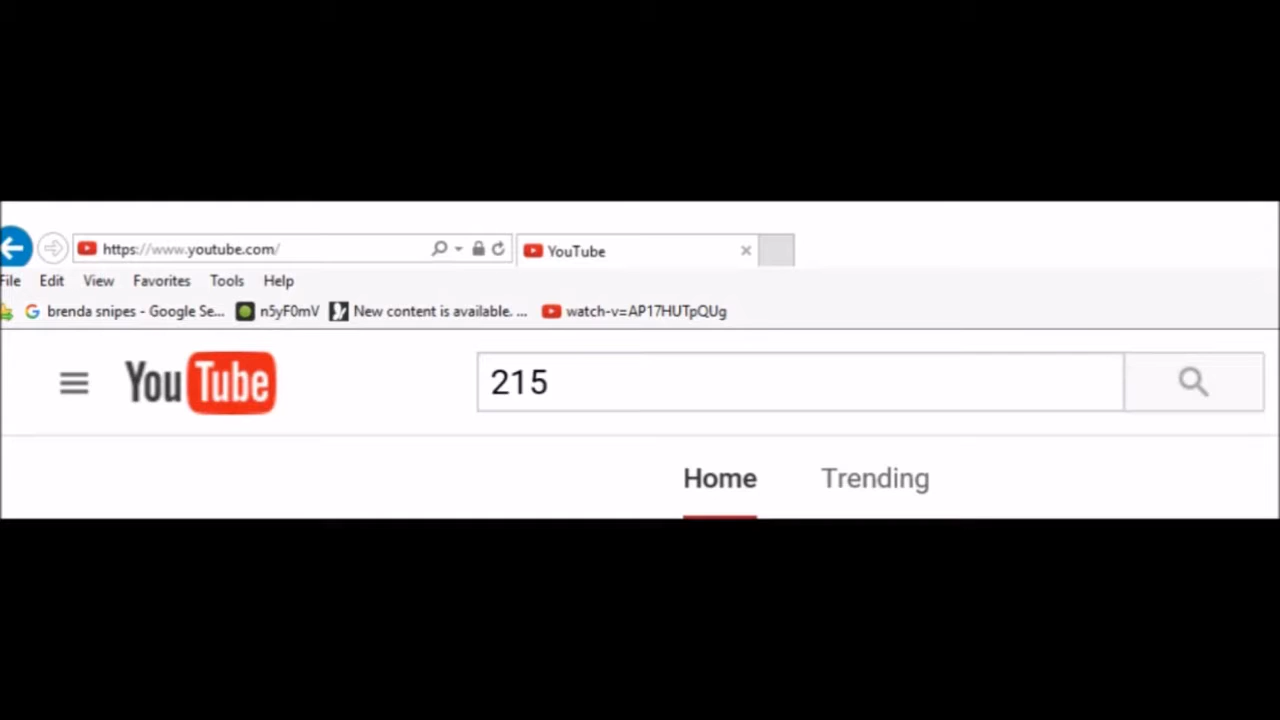 https://www.youtube.com/ YouTube
File Edit View Favorites Tools Help
brenda snipes - Google Se... n5yF0mV New content is available. ... watch-v=AP17HUTpQUg
YouTube 215
Home Trending